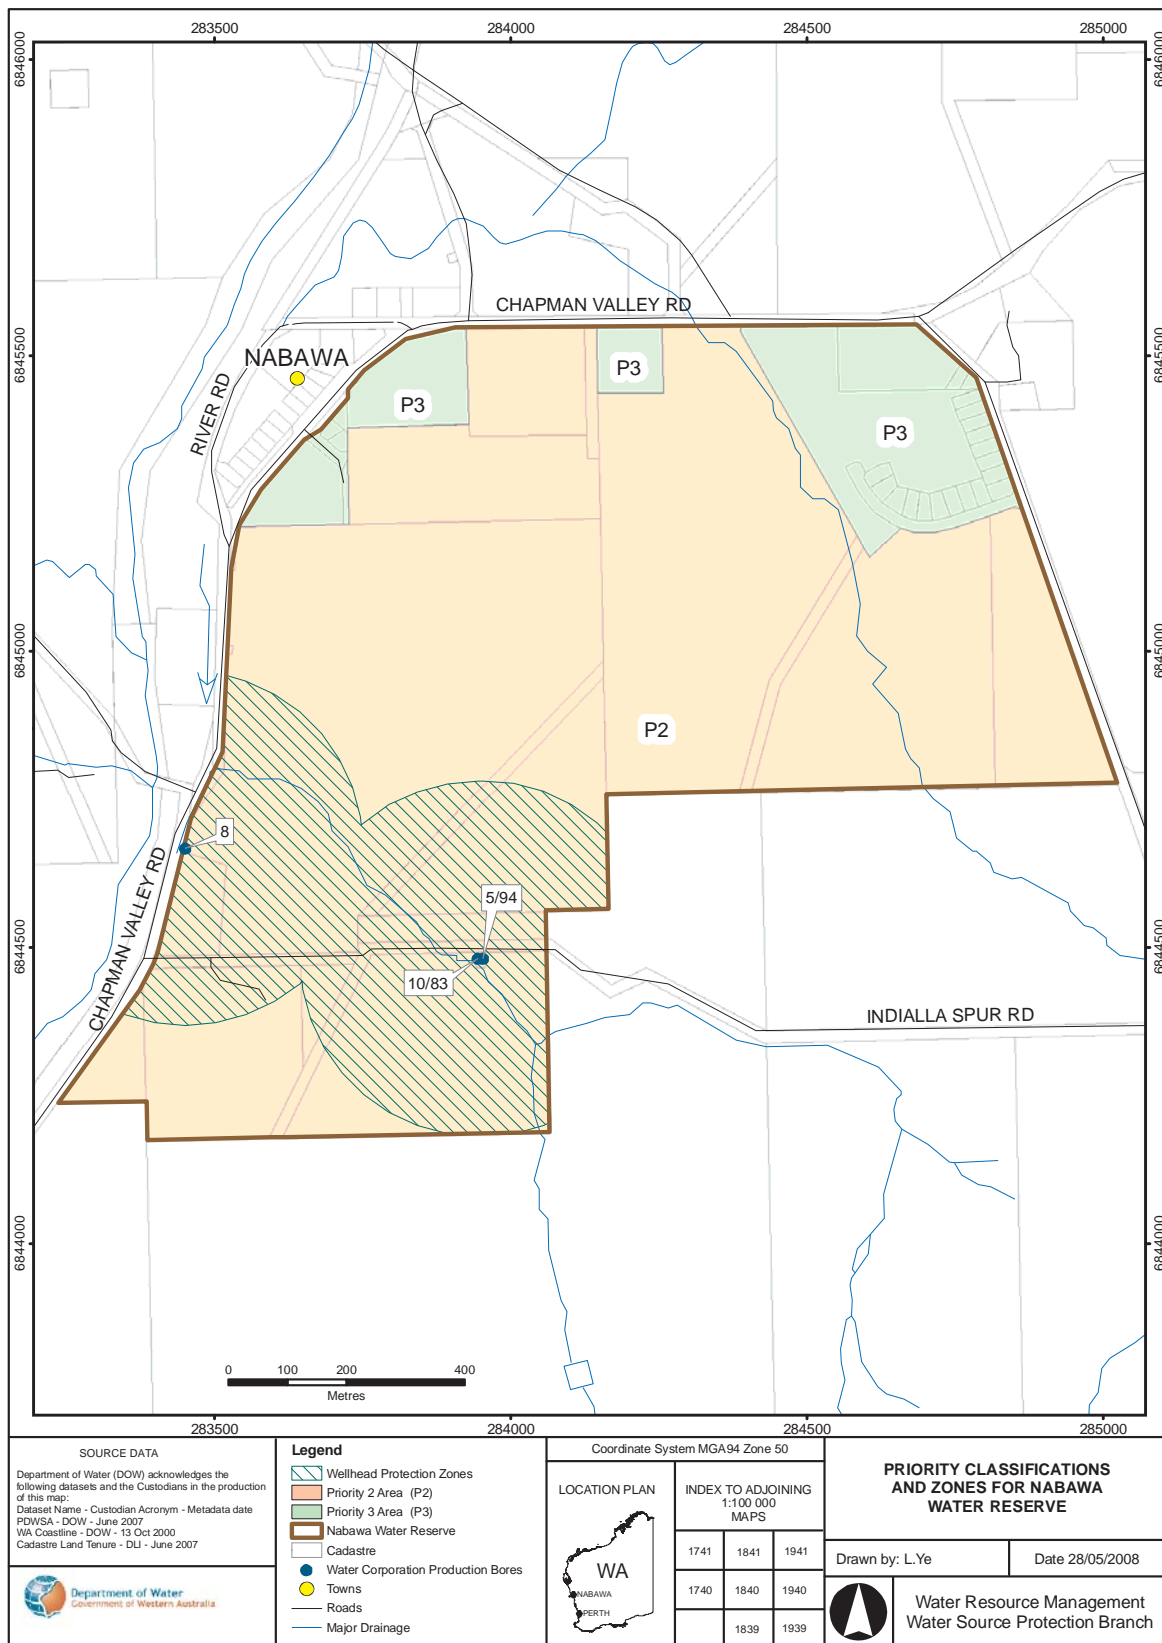 283500 284000 284500 285000
6846000 6846000
CHAPMAN VALLEY RD
6845500 6845500
NABAWA
P3
P3
P3
RIVER RD
6845000 6845000
P2
8
CHAPMAN VALLEY RD
5/94
6844500 6844500
10/83
INDIALLA SPUR RD
6844000 6844000
0 100 200 400
Metres
283500 284000 284500 285000
SOURCE DATA
Department of Water (DOW) acknowledges the
following datasets and the Custodians in the production
of this map:
Dataset Name - Custodian Acronym - Metadata date
PDWSA - DOW - June 2007
WA Coastline - DOW - 13 Oct 2000
Cadastre Land Tenure - DLI - June 2007
Department of Water
Government of Western Australia
Legend
Wellhead Protection Zones
Priority 2 Area (P2)
Priority 3 Area (P3)
Nabawa Water Reserve
Cadastre
Water Corporation Production Bores
Towns
Roads
Major Drainage
Coordinate System MGA94 Zone 50
LOCATION PLAN
WA
NABAWA
PERTH
INDEX TO ADJOINING
1:100 000
MAPS
1741 1841 1941
1740 1840 1940
1839 1939
PRIORITY CLASSIFICATIONS
AND ZONES FOR NABAWA
WATER RESERVE
Drawn by: L.Ye
Date 28/05/2008
Water Resource Management
Water Source Protection Branch